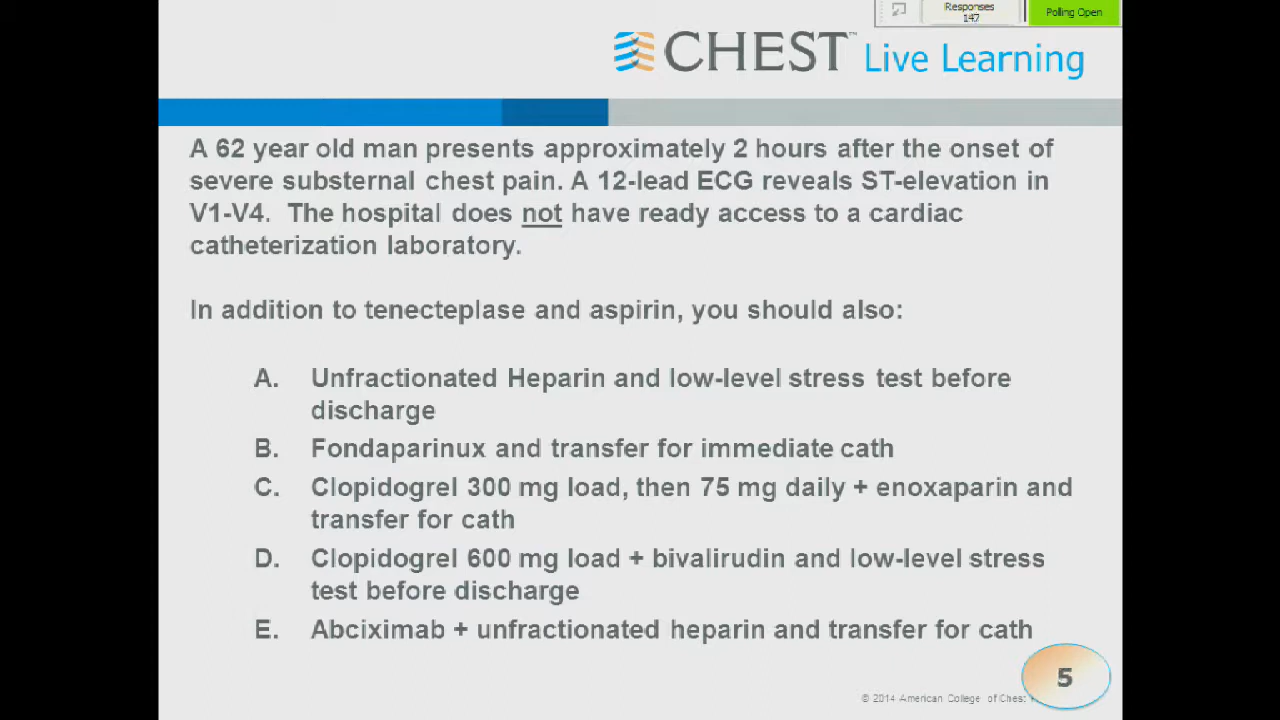 Responses
147
Polling Open
CHEST™ Live Learning
A 62 year old man presents approximately 2 hours after the onset of
severe substernal chest pain. A 12-lead ECG reveals ST-elevation in
V1-V4. The hospital does not have ready access to a cardiac
catheterization laboratory.
In addition to tenecteplase and aspirin, you should also:
A. Unfractionated Heparin and low-level stress test before
discharge
B. Fondaparinux and transfer for immediate cath
C. Clopidogrel 300 mg load, then 75 mg daily + enoxaparin and
transfer for cath
D. Clopidogrel 600 mg load + bivalirudin and low-level stress
test before discharge
E. Abciximab + unfractionated heparin and transfer for cath
5
© 2014 American College of Chest